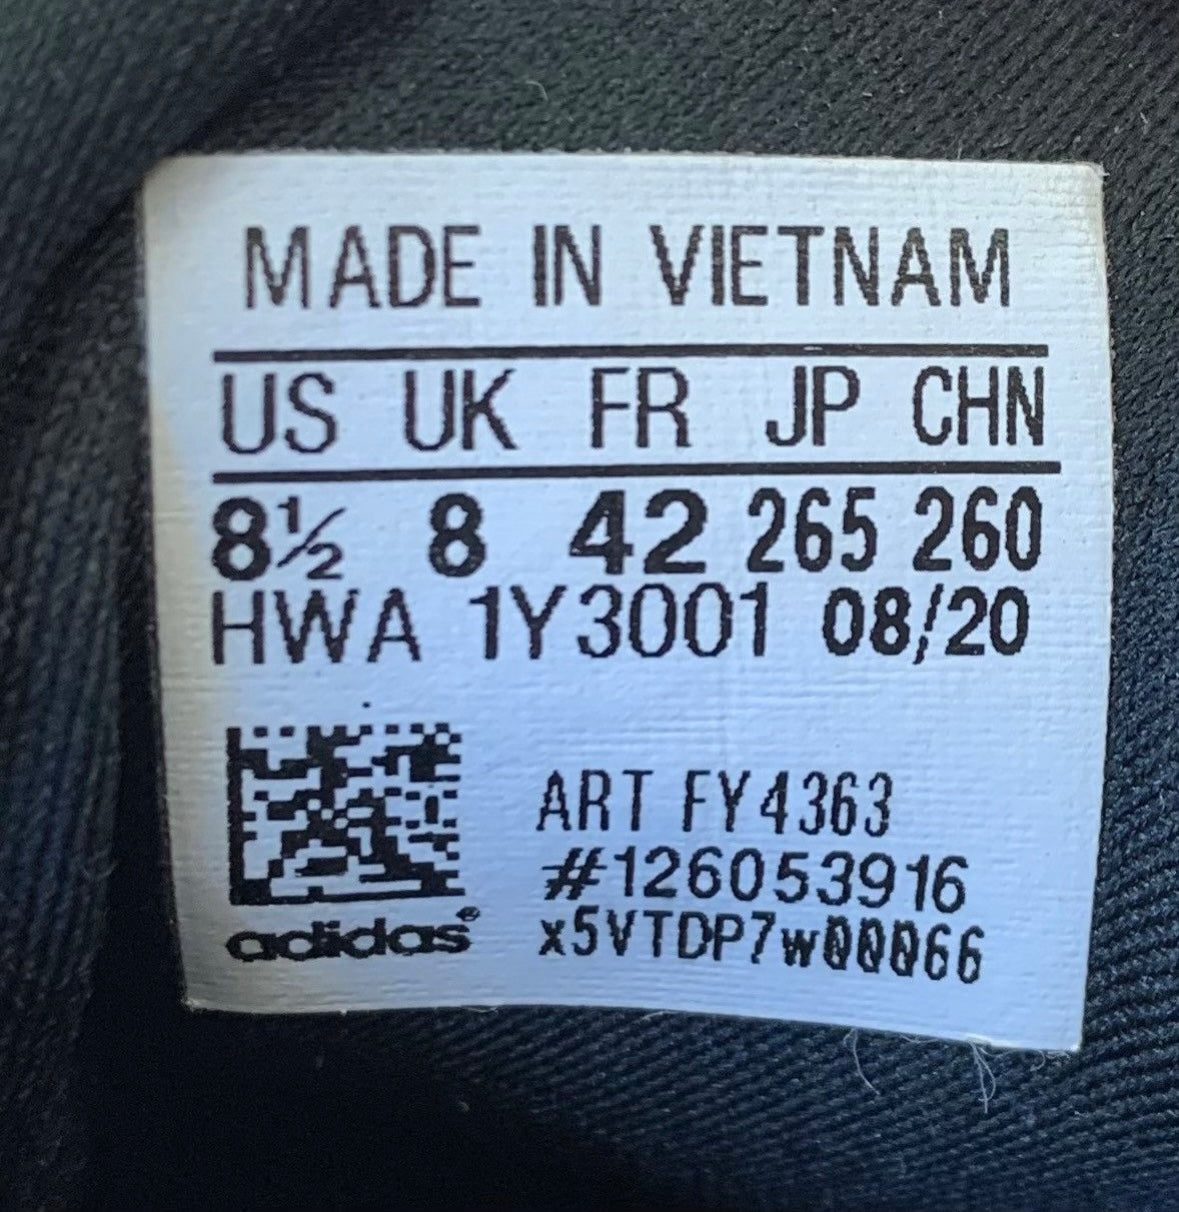 MADE IN VIETNAM
US UK FR JP CHN
8½ 8 42 265 260
HWA 1Y3001 08/20
ART FY4363
#126053916
x5VTDP7w00066
adidas®